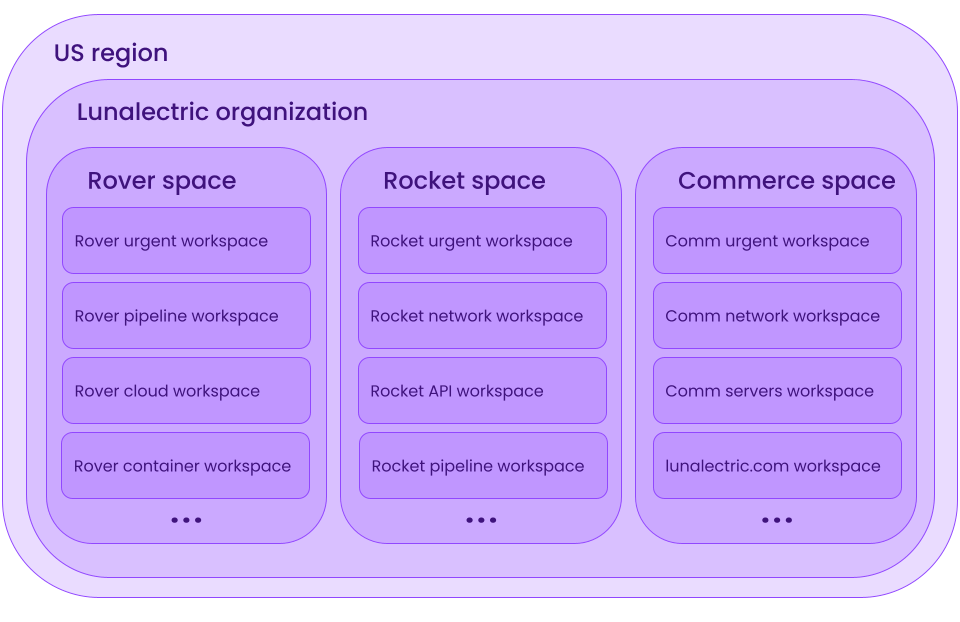 US region
Lunalectric organization
Rover space
Rover urgent workspace
Rover pipeline workspace
Rover cloud workspace
Rover container workspace
...
Rocket space
Rocket urgent workspace
Rocket network workspace
Rocket API workspace
Rocket pipeline workspace
...
Commerce space
Comm urgent workspace
Comm network workspace
Comm servers workspace
lunalectric.com workspace
...